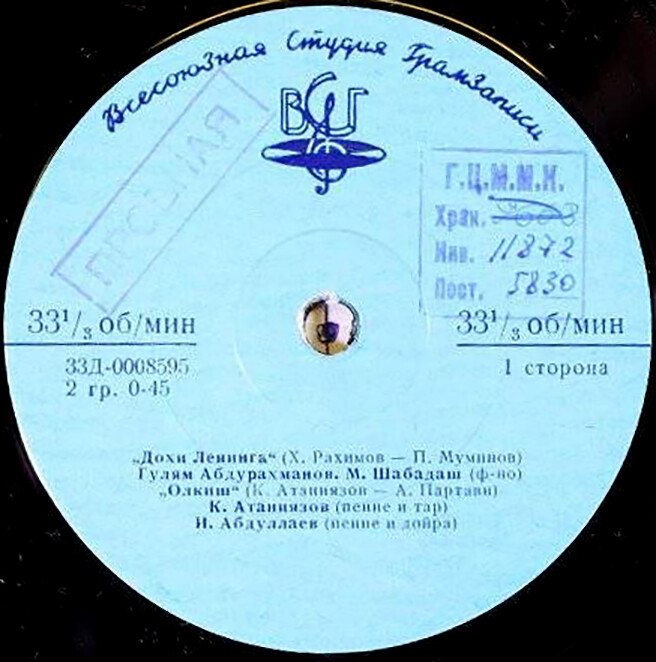 Всесоюзная Студия Грамзаписи
ВСГ
ПРОБНАЯ
Г.Ц.М.М.К.
Хран.
Инв. 11872
Пост. 5830
33¹/₃ об/мин
33¹/₃ об/мин
33Д-0008595
2 гр. 0-45
1 сторона
„Дохи Ленинга“ (Х. Рахимов — П. Муминов)
Гулям Абдурахманов. М. Шабадаш (ф-но)
„Олкиш“ (К. Атаниязов — А. Партави)
К. Атаниязов (пение и тар)
И. Абдуллаев (пение и дойра)